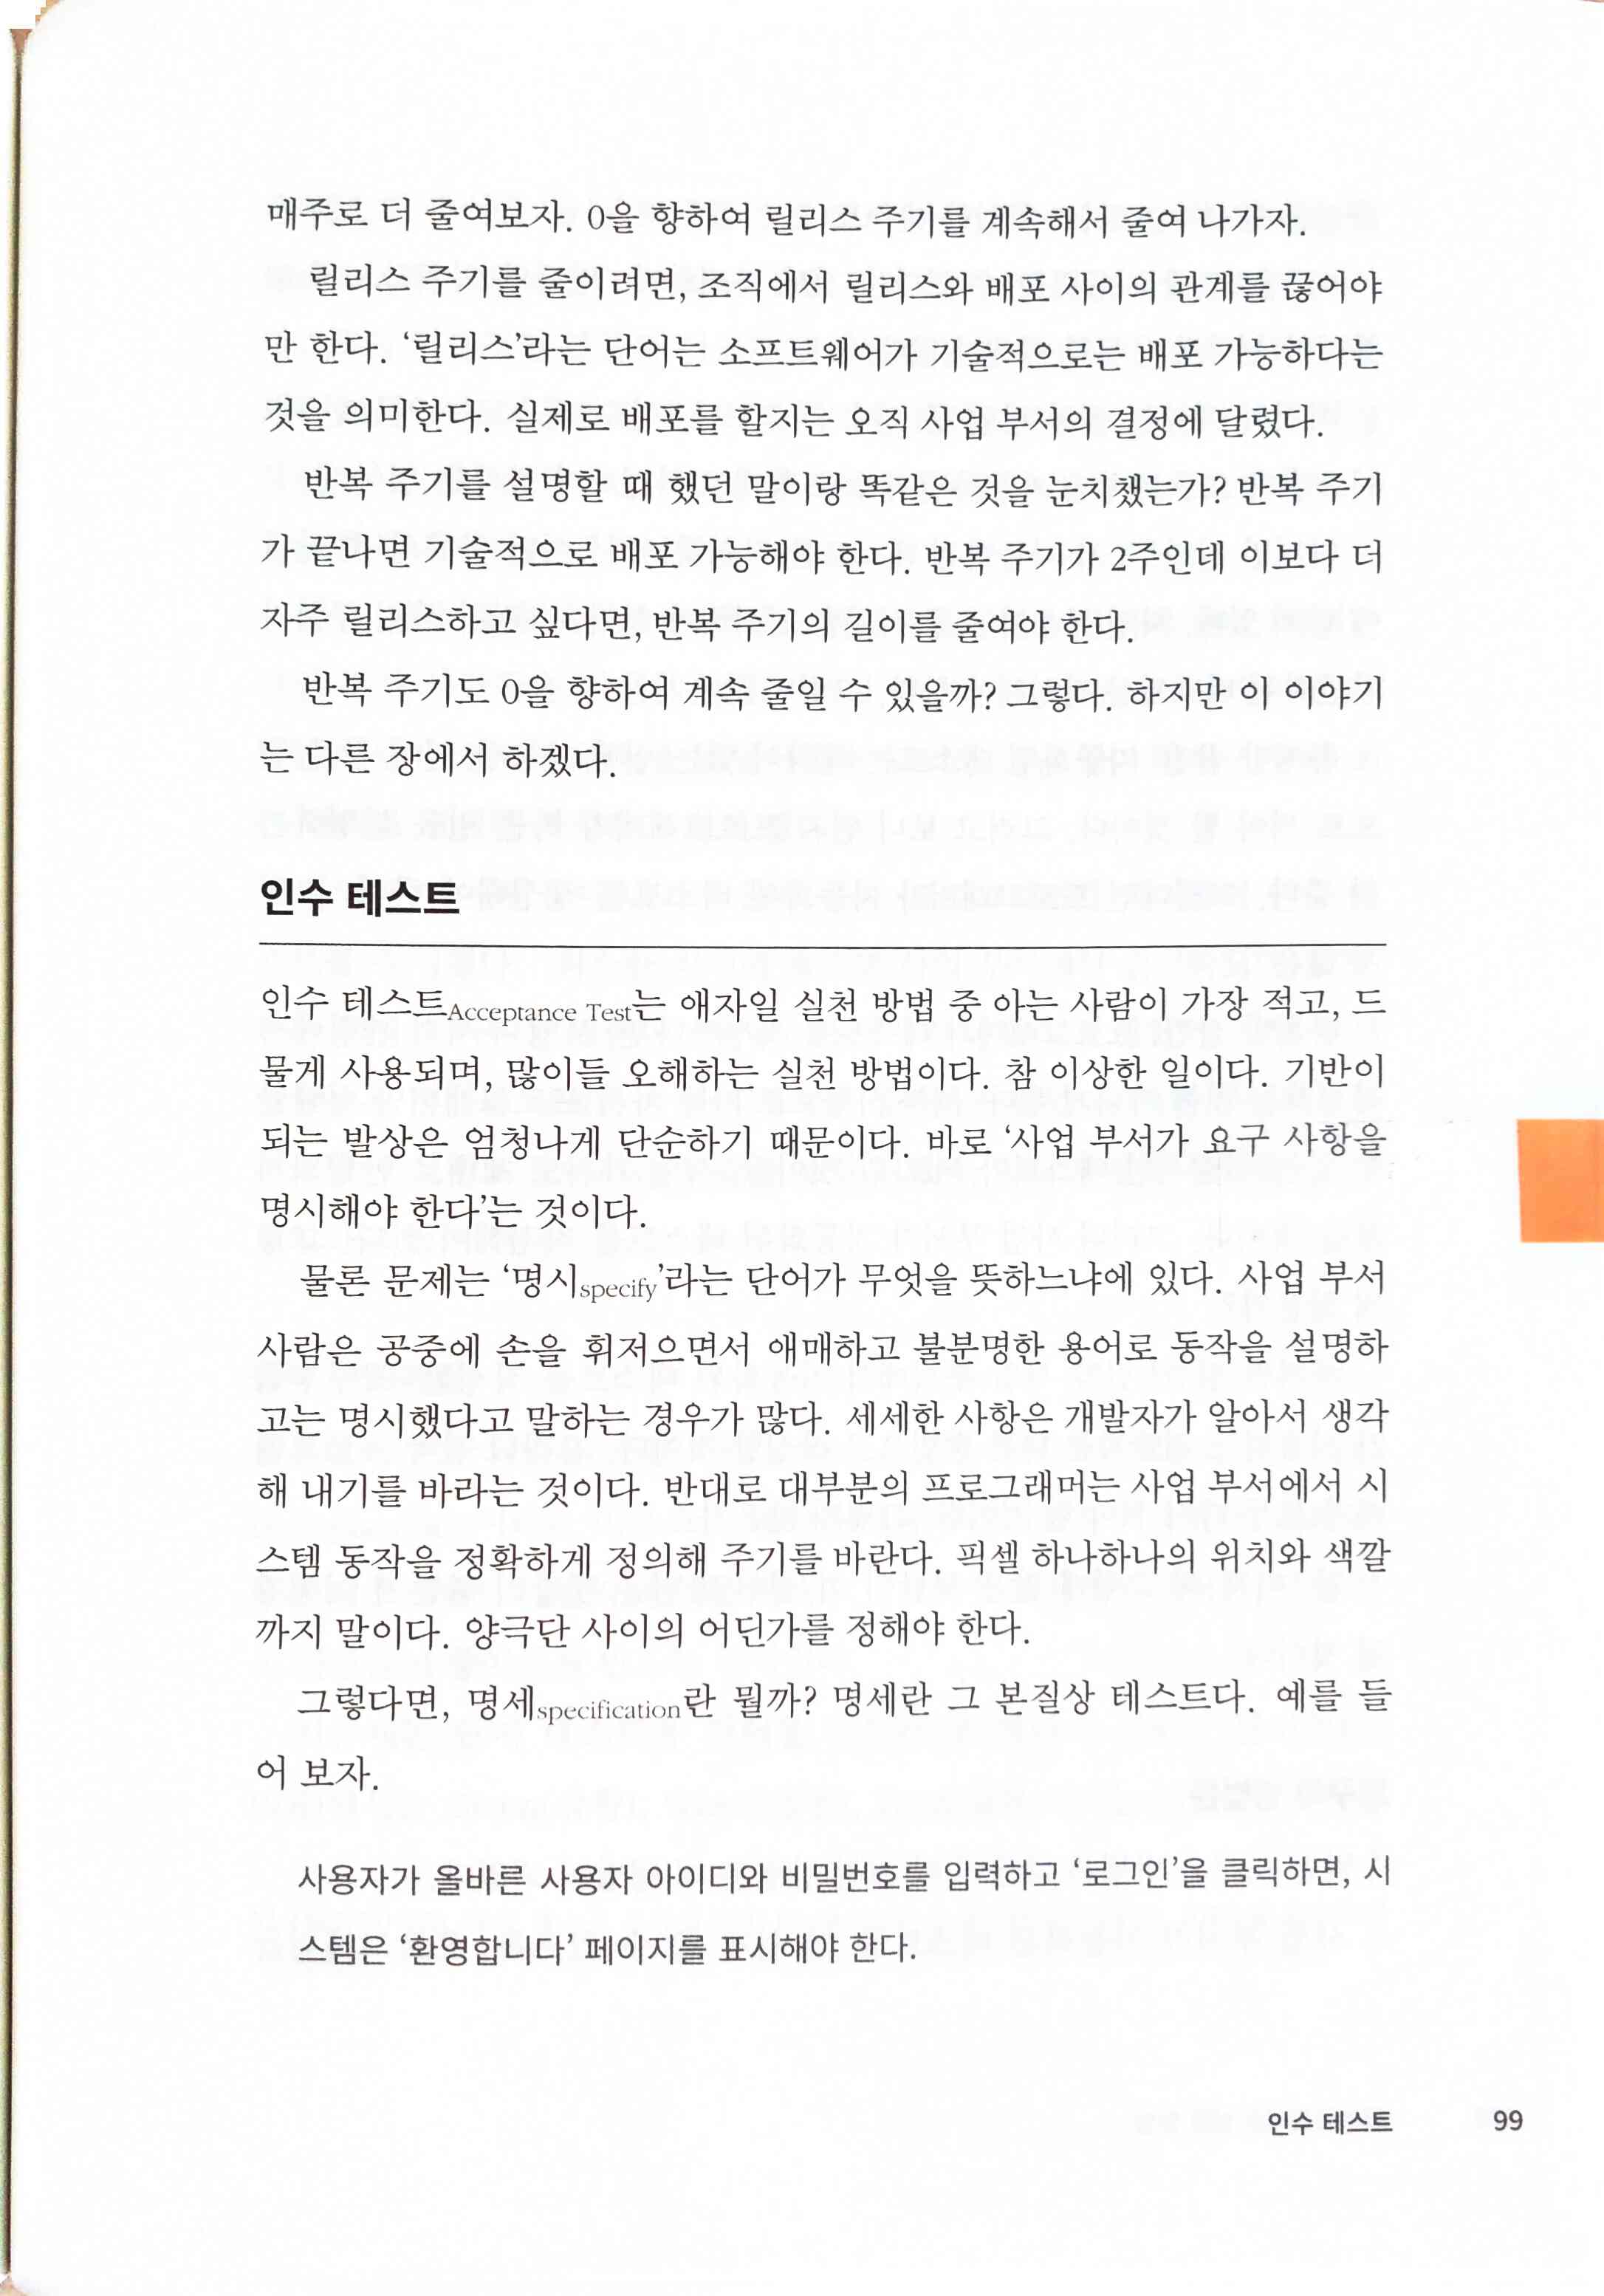 매주로 더 줄여보자. 0을 향하여 릴리스 주기를 계속해서 줄여 나가자.
릴리스 주기를 줄이려면, 조직에서 릴리스와 배포 사이의 관계를 끊어야
만 한다. ‘릴리스’라는 단어는 소프트웨어가 기술적으로는 배포 가능하다는
것을 의미한다. 실제로 배포를 할지는 오직 사업 부서의 결정에 달렸다.
반복 주기를 설명할 때 했던 말이랑 똑같은 것을 눈치챘는가? 반복 주기
가 끝나면 기술적으로 배포 가능해야 한다. 반복 주기가 2주인데 이보다 더
자주 릴리스하고 싶다면, 반복 주기의 길이를 줄여야 한다.
반복 주기도 0을 향하여 계속 줄일 수 있을까? 그렇다. 하지만 이 이야기
는 다른 장에서 하겠다.
인수 테스트
인수 테스트Acceptance Test는 애자일 실천 방법 중 아는 사람이 가장 적고, 드
물게 사용되며, 많이들 오해하는 실천 방법이다. 참 이상한 일이다. 기반이
되는 발상은 엄청나게 단순하기 때문이다. 바로 ‘사업 부서가 요구 사항을
명시해야 한다’는 것이다.
물론 문제는 ‘명시specify’라는 단어가 무엇을 뜻하느냐에 있다. 사업 부서
사람은 공중에 손을 휘저으면서 애매하고 불분명한 용어로 동작을 설명하
고는 명시했다고 말하는 경우가 많다. 세세한 사항은 개발자가 알아서 생각
해 내기를 바라는 것이다. 반대로 대부분의 프로그래머는 사업 부서에서 시
스템 동작을 정확하게 정의해 주기를 바란다. 픽셀 하나하나의 위치와 색깔
까지 말이다. 양극단 사이의 어딘가를 정해야 한다.
그렇다면, 명세specification란 뭘까? 명세란 그 본질상 테스트다. 예를 들
어 보자.
사용자가 올바른 사용자 아이디와 비밀번호를 입력하고 ‘로그인’을 클릭하면, 시
스템은 ‘환영합니다’ 페이지를 표시해야 한다.
인수 테스트 99